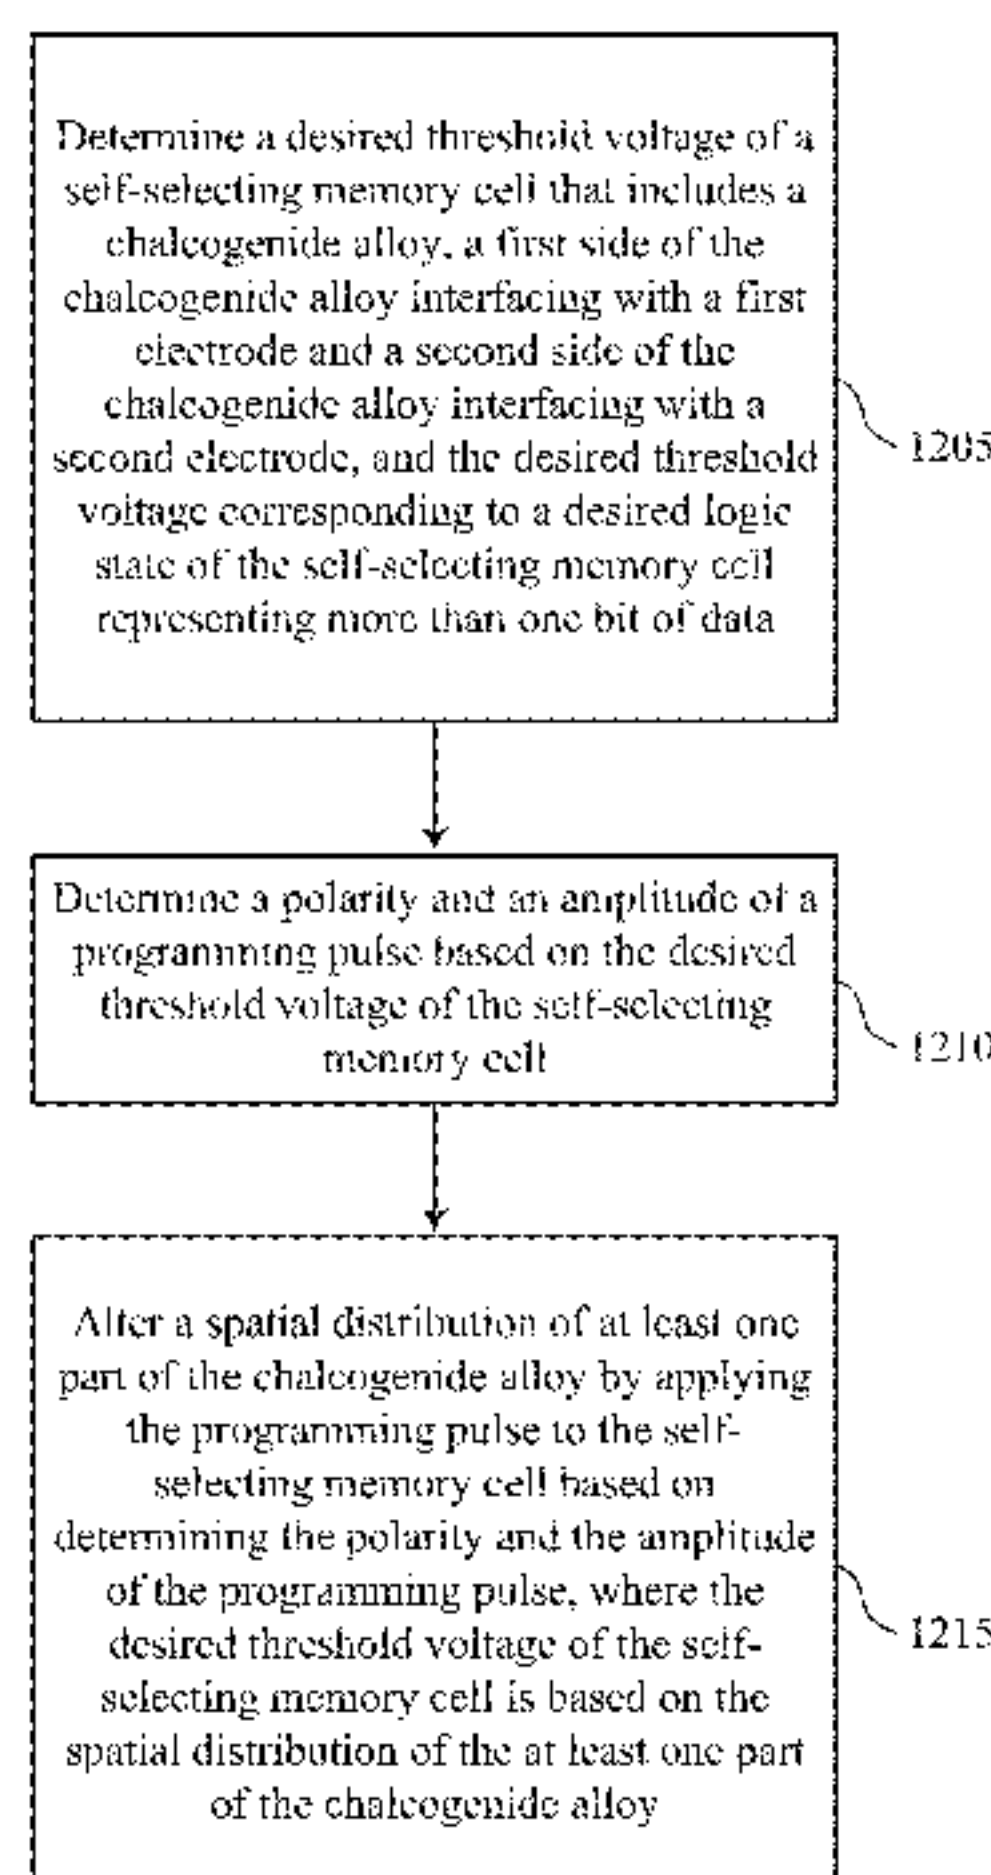 Determine a desired threshold voltage of a
self-selecting memory cell that includes a
chalcogenide alloy, a first side of the
chalcogenide alloy interfacing with a first
electrode and a second side of the
chalcogenide alloy interfacing with a
second electrode, and the desired threshold
voltage corresponding to a desired logic
state of the self-selecting memory cell
representing more than one bit of data
1205
Determine a polarity and an amplitude of a
programming pulse based on the desired
threshold voltage of the self-selecting
memory cell
1210
Alter a spatial distribution of at least one
part of the chalcogenide alloy by applying
the programming pulse to the self-
selecting memory cell based on
determining the polarity and the amplitude
of the programming pulse, where the
desired threshold voltage of the self-
selecting memory cell is based on the
spatial distribution of the at least one part
of the chalcogenide alloy
1215